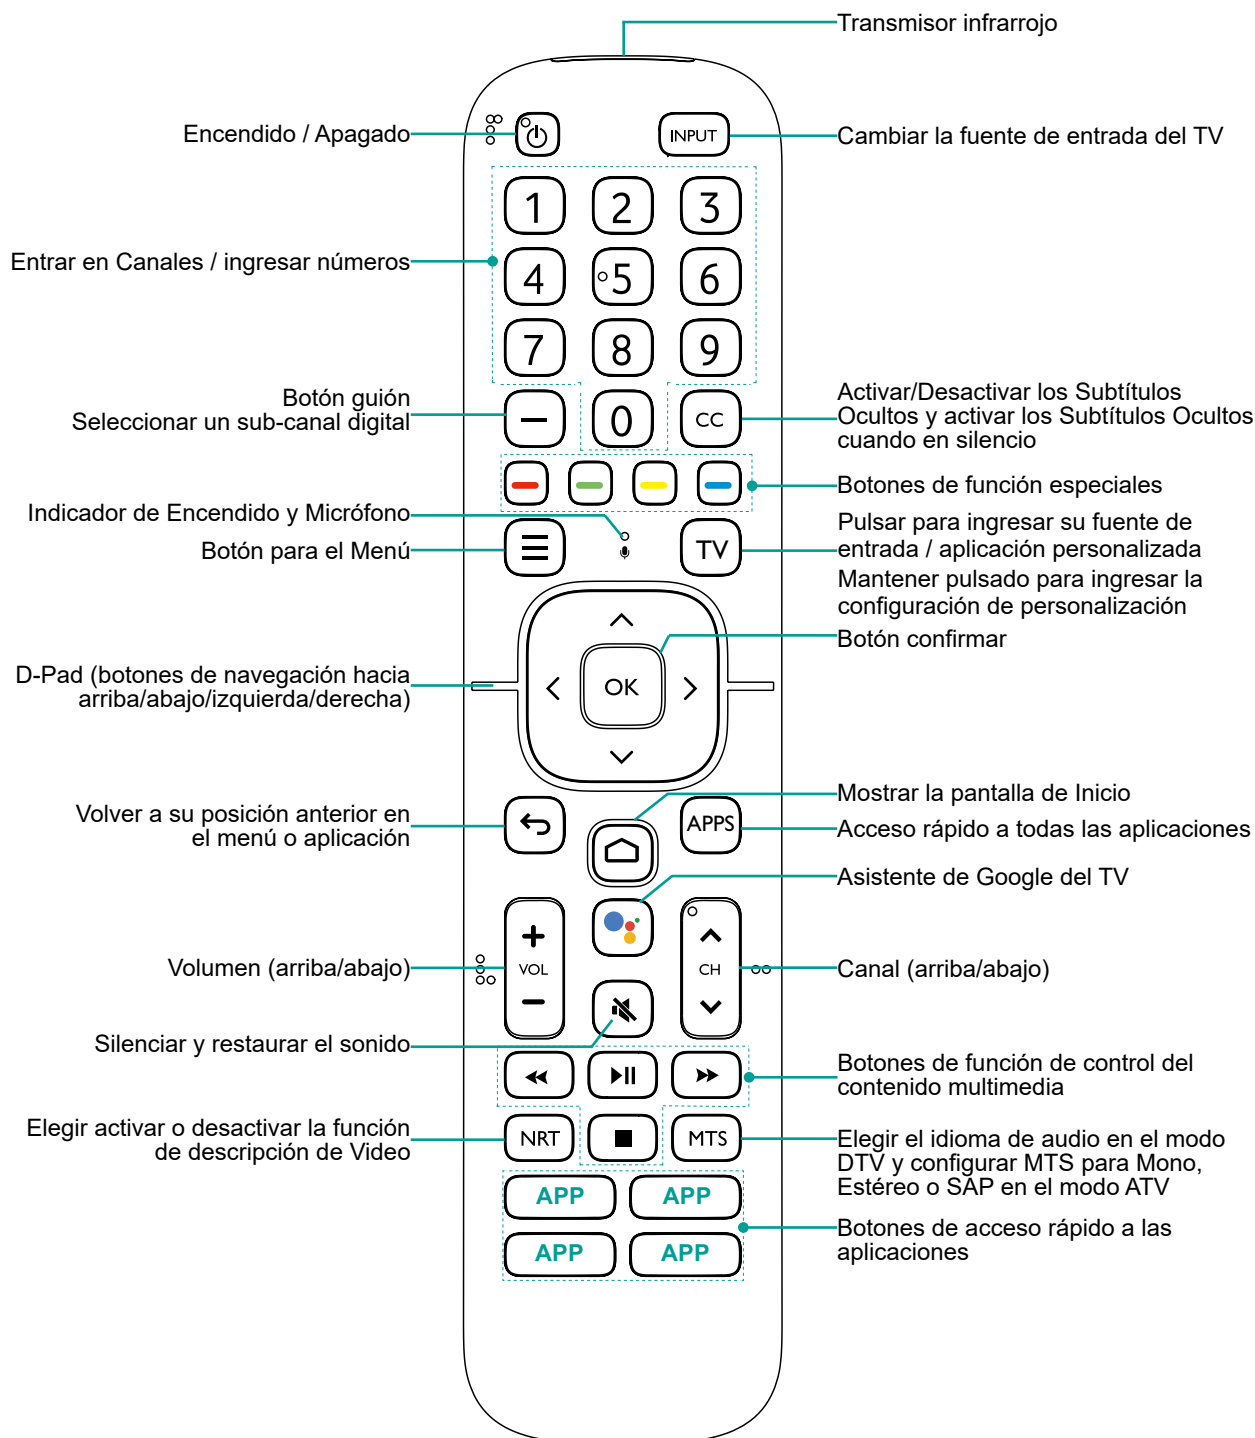 Transmisor infrarrojo
Encendido / Apagado
INPUT
Cambiar la fuente de entrada del TV
1 2 3
Entrar en Canales / ingresar números
4 5 6
7 8 9
Botón guión
Seleccionar un sub-canal digital
0
CC
Activar/Desactivar los Subtítulos
Ocultos y activar los Subtítulos Ocultos
cuando en silencio
Botones de función especiales
Indicador de Encendido y Micrófono
Botón para el Menú
TV
Pulsar para ingresar su fuente de
entrada / aplicación personalizada
Mantener pulsado para ingresar la
configuración de personalización
Botón confirmar
D-Pad (botones de navegación hacia
arriba/abajo/izquierda/derecha)
OK
Mostrar la pantalla de Inicio
Volver a su posición anterior en
el menú o aplicación
APPS
Acceso rápido a todas las aplicaciones
Asistente de Google del TV
Volumen (arriba/abajo)
VOL
CH
Canal (arriba/abajo)
Silenciar y restaurar el sonido
Botones de función de control del
contenido multimedia
Elegir activar o desactivar la función
de descripción de Video
NRT
MTS
Elegir el idioma de audio en el modo
DTV y configurar MTS para Mono,
Estéreo o SAP en el modo ATV
APP APP
Botones de acceso rápido a las
aplicaciones
APP APP